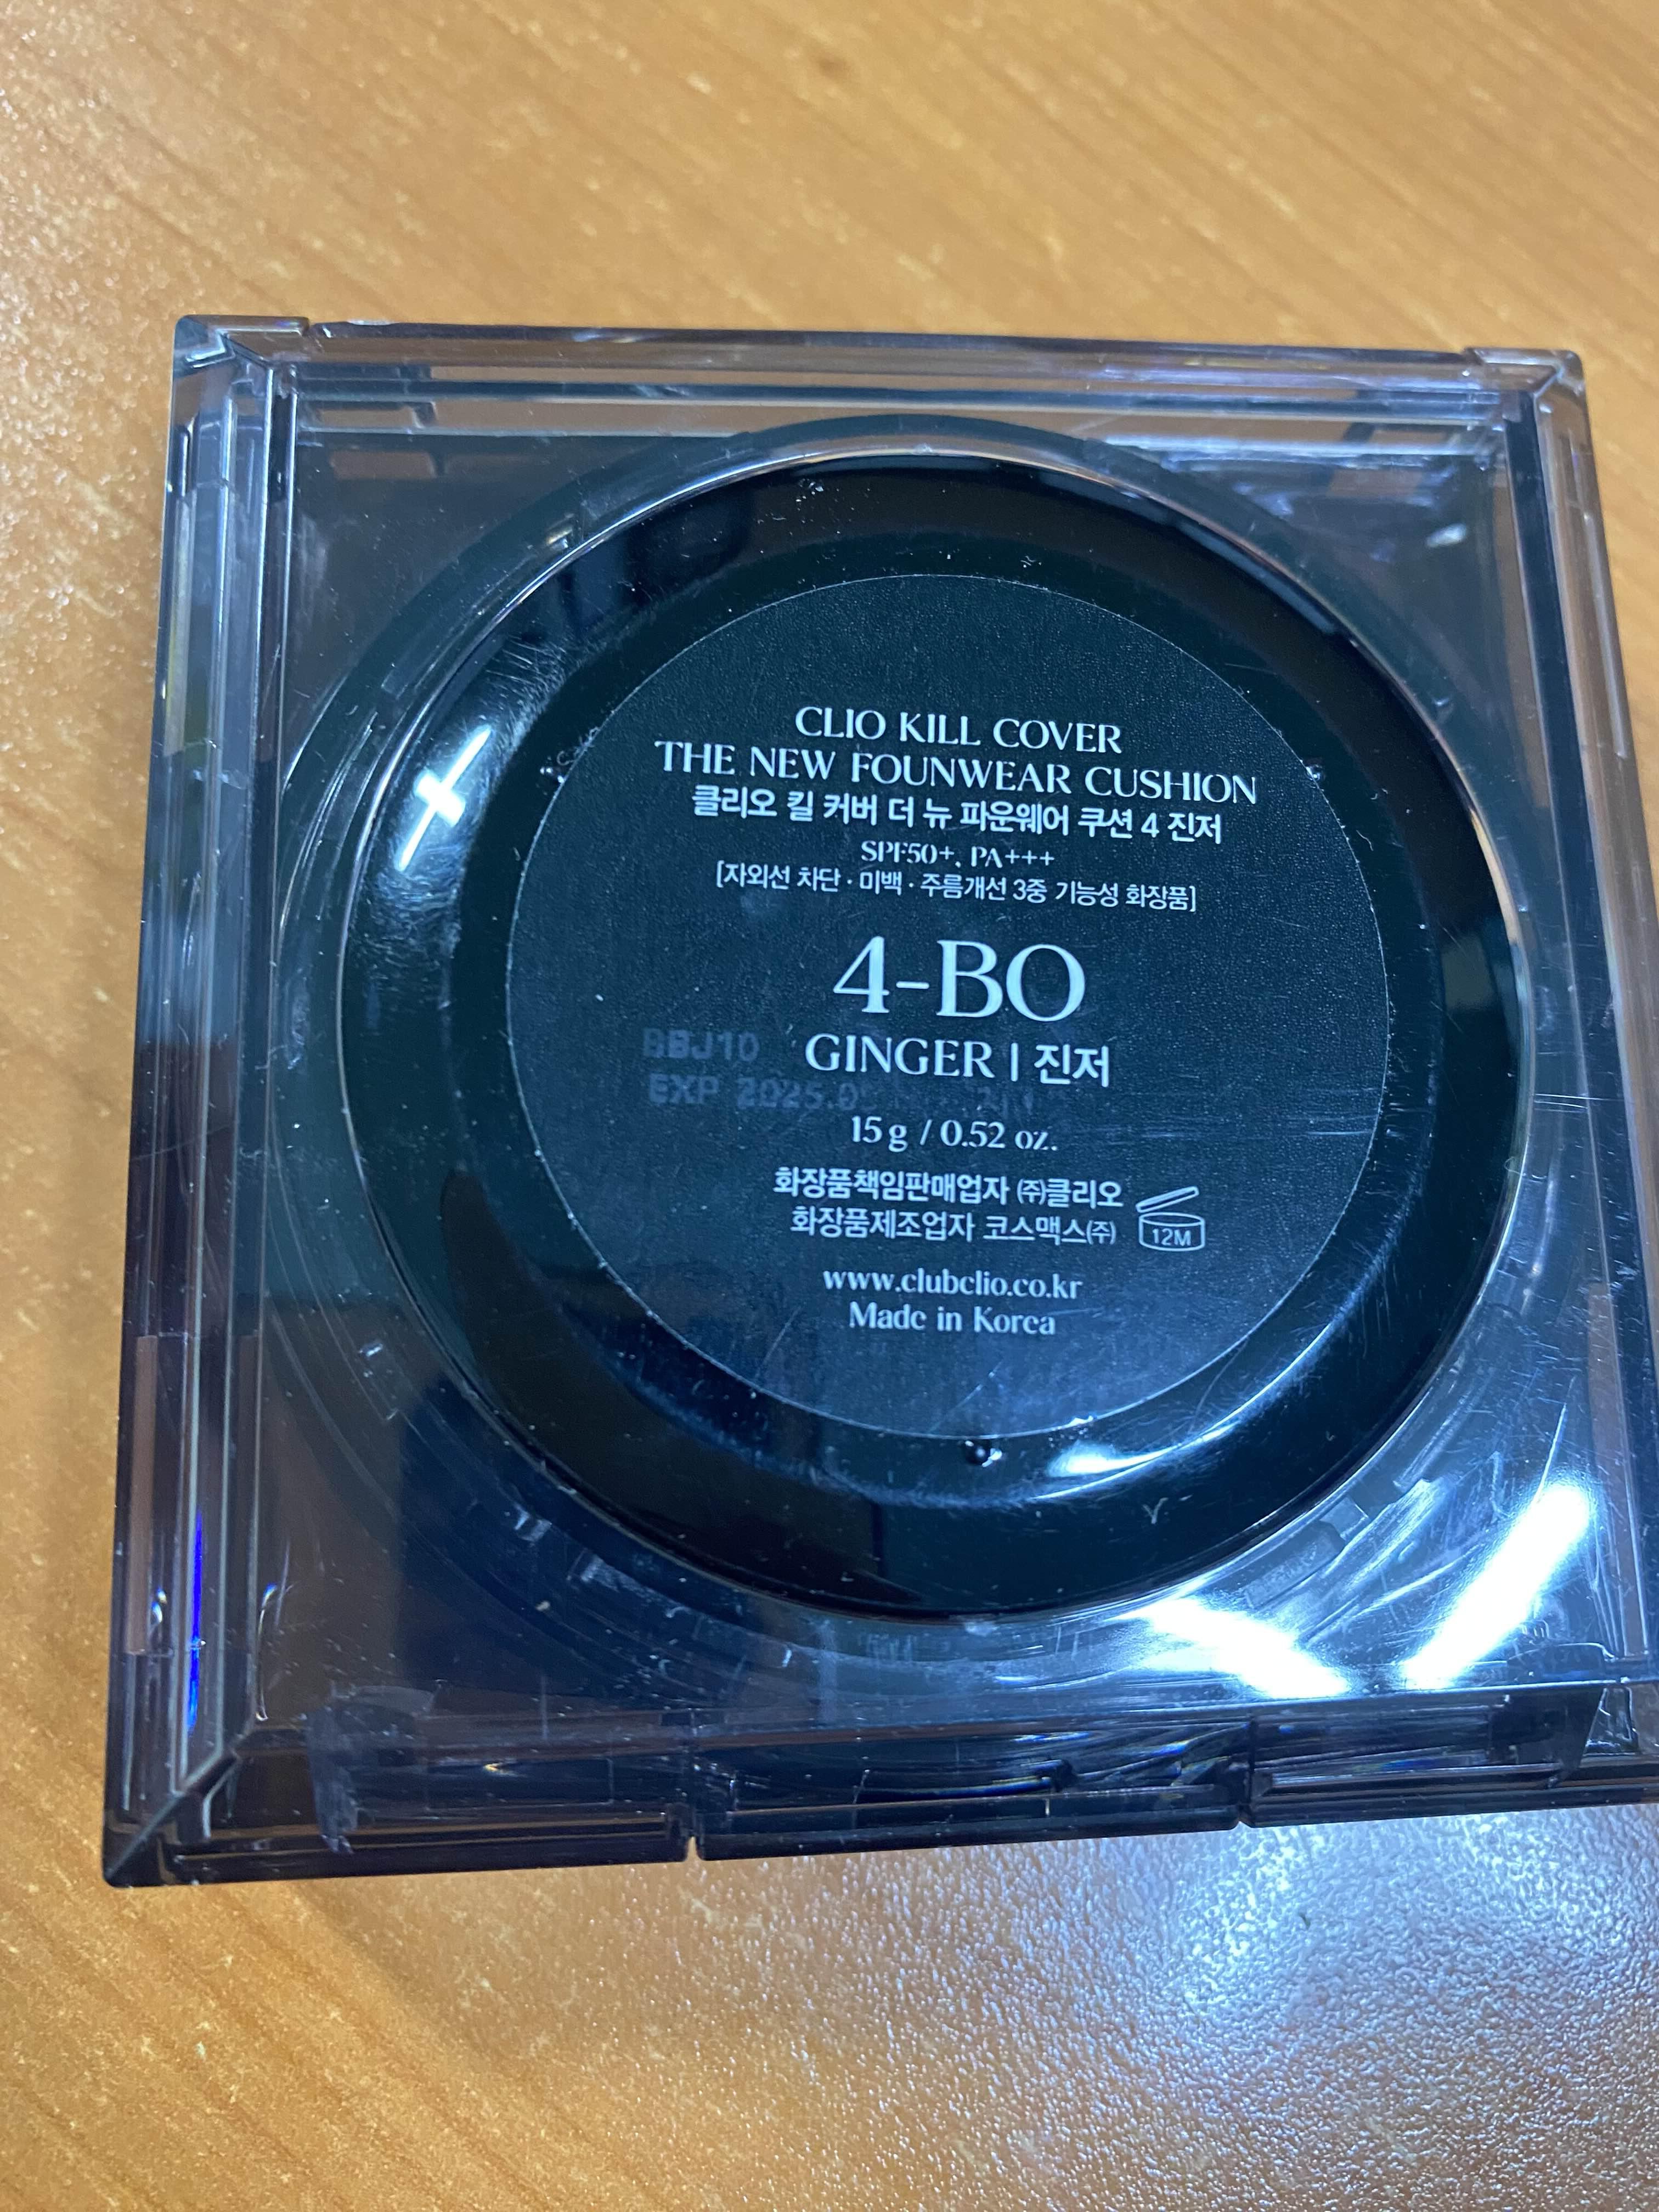 CLIO KILL COVER
THE NEW FOUNWEAR CUSHION
클리오 킬 커버 더 뉴 파운웨어 쿠션 4 진저
SPF50+, PA+++
[자외선 차단 · 미백 · 주름개선 3중 기능성 화장품]
4-BO
BBJ10
GINGER | 진저
EXP
15 g / 0.52 oz.
화장품책임판매업자 ㈜클리오
화장품제조업자 코스맥스㈜
12M
www.clubclio.co.kr
Made in Korea